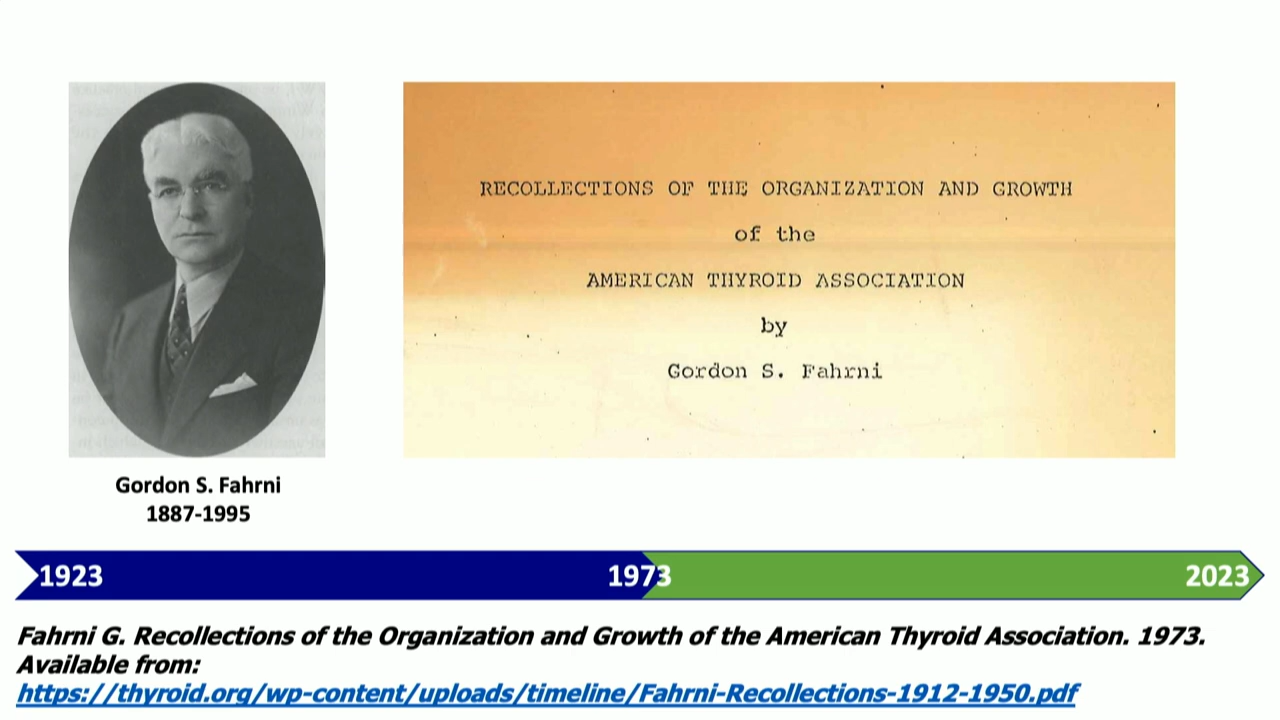 RECOLLECTIONS OF THE ORGANIZATION AND GROWTH
of the
AMERICAN THYROID ASSOCIATION
by
Gordon S. Fahrni
Gordon S. Fahrni
1887-1995
1923
1973
2023
Fahrni G. Recollections of the Organization and Growth of the American Thyroid Association. 1973.
Available from:
https://thyroid.org/wp-content/uploads/timeline/Fahrni-Recollections-1912-1950.pdf